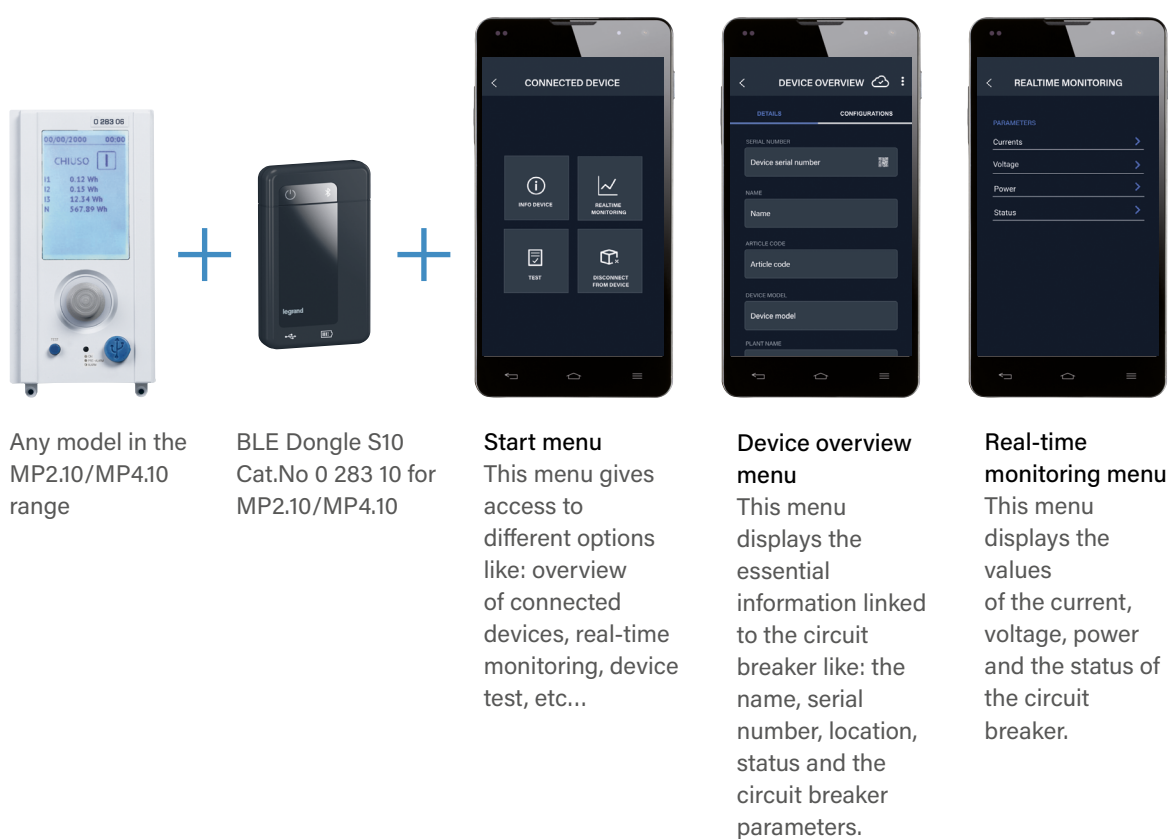 0 283 06
00/00/2000 00:00
CHIUSO I
I1 0.12 Wh
I2 0.15 Wh
I3 12.34 Wh
N 567.89 Wh
TEST
legrand
CONNECTED DEVICE
INFO DEVICE
REALTIME
MONITORING
TEST
DISCONNECT
FROM DEVICE
DEVICE OVERVIEW
DETAILS CONFIGURATIONS
SERIAL NUMBER
Device serial number
NAME
Name
ARTICLE CODE
Article code
DEVICE MODEL
Device model
PLANT NAME
REALTIME MONITORING
PARAMETERS
Currents
Voltage
Power
Status
Any model in the
MP2.10/MP4.10
range
BLE Dongle S10
Cat.No 0 283 10 for
MP2.10/MP4.10
Start menu
This menu gives
access to
different options
like: overview
of connected
devices, real-time
monitoring, device
test, etc…
Device overview
menu
This menu
displays the
essential
information linked
to the circuit
breaker like: the
name, serial
number, location,
status and the
circuit breaker
parameters.
Real-time
monitoring menu
This menu
displays the
values
of the current,
voltage, power
and the status of
the circuit
breaker.